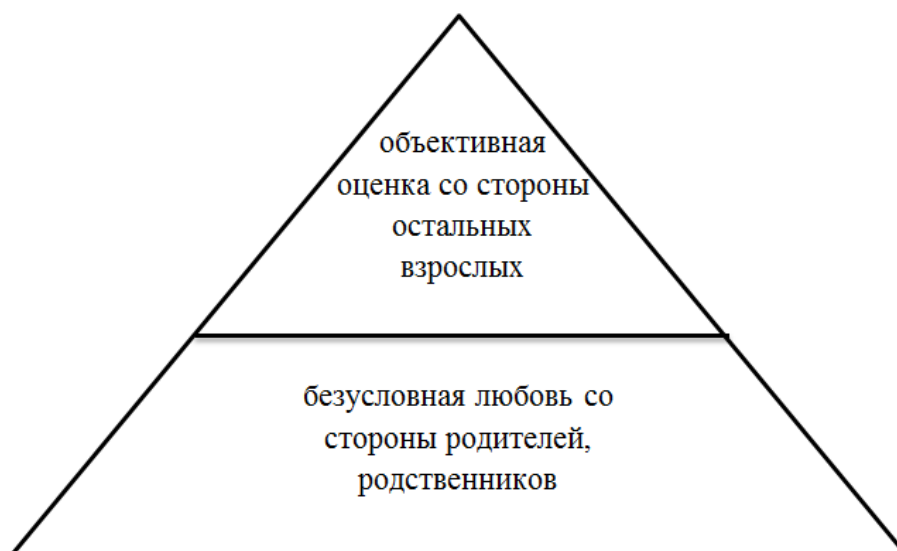 объективная
оценка со стороны
остальных
взрослых
безусловная любовь со
стороны родителей,
родственников